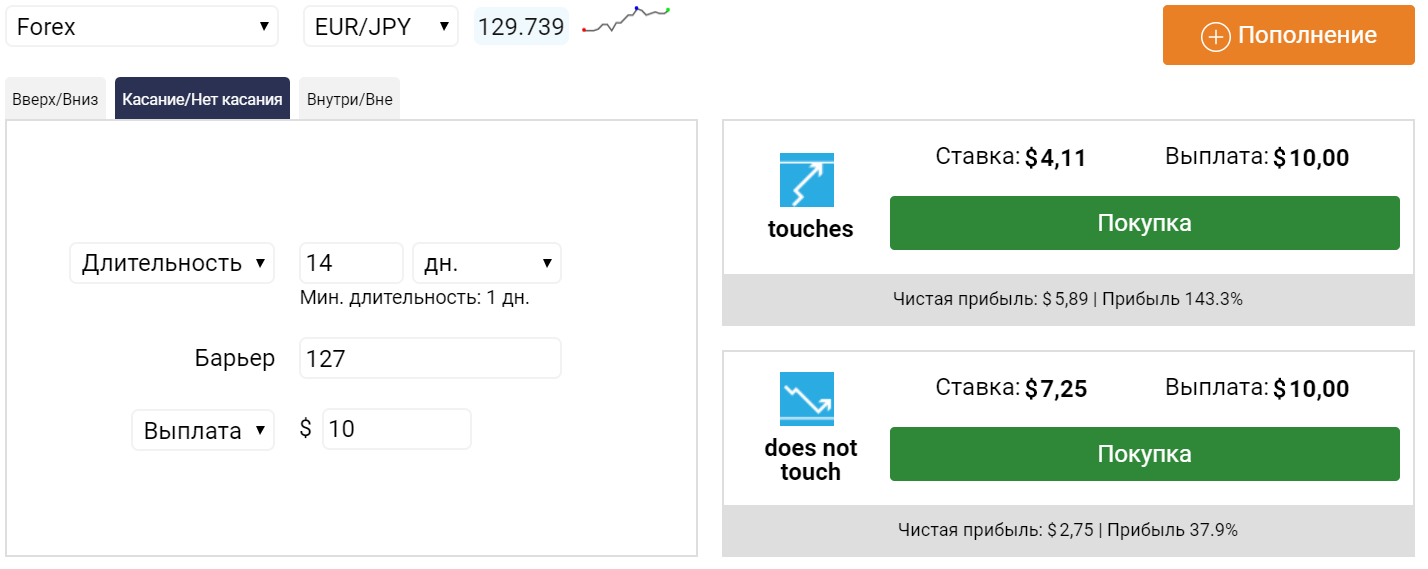 Forex ▼
EUR/JPY ▼
129.739
Пополнение
Вверх/Вниз
Касание/Нет касания
Внутри/Вне
Длительность ▼
14
дн. ▼
Мин. длительность: 1 дн.
Барьер
127
Выплата ▼
$
10
touches
Ставка: $4,11
Выплата: $10,00
Покупка
Чистая прибыль: $5,89 | Прибыль 143.3%
does not
touch
Ставка: $7,25
Выплата: $10,00
Покупка
Чистая прибыль: $2,75 | Прибыль 37.9%